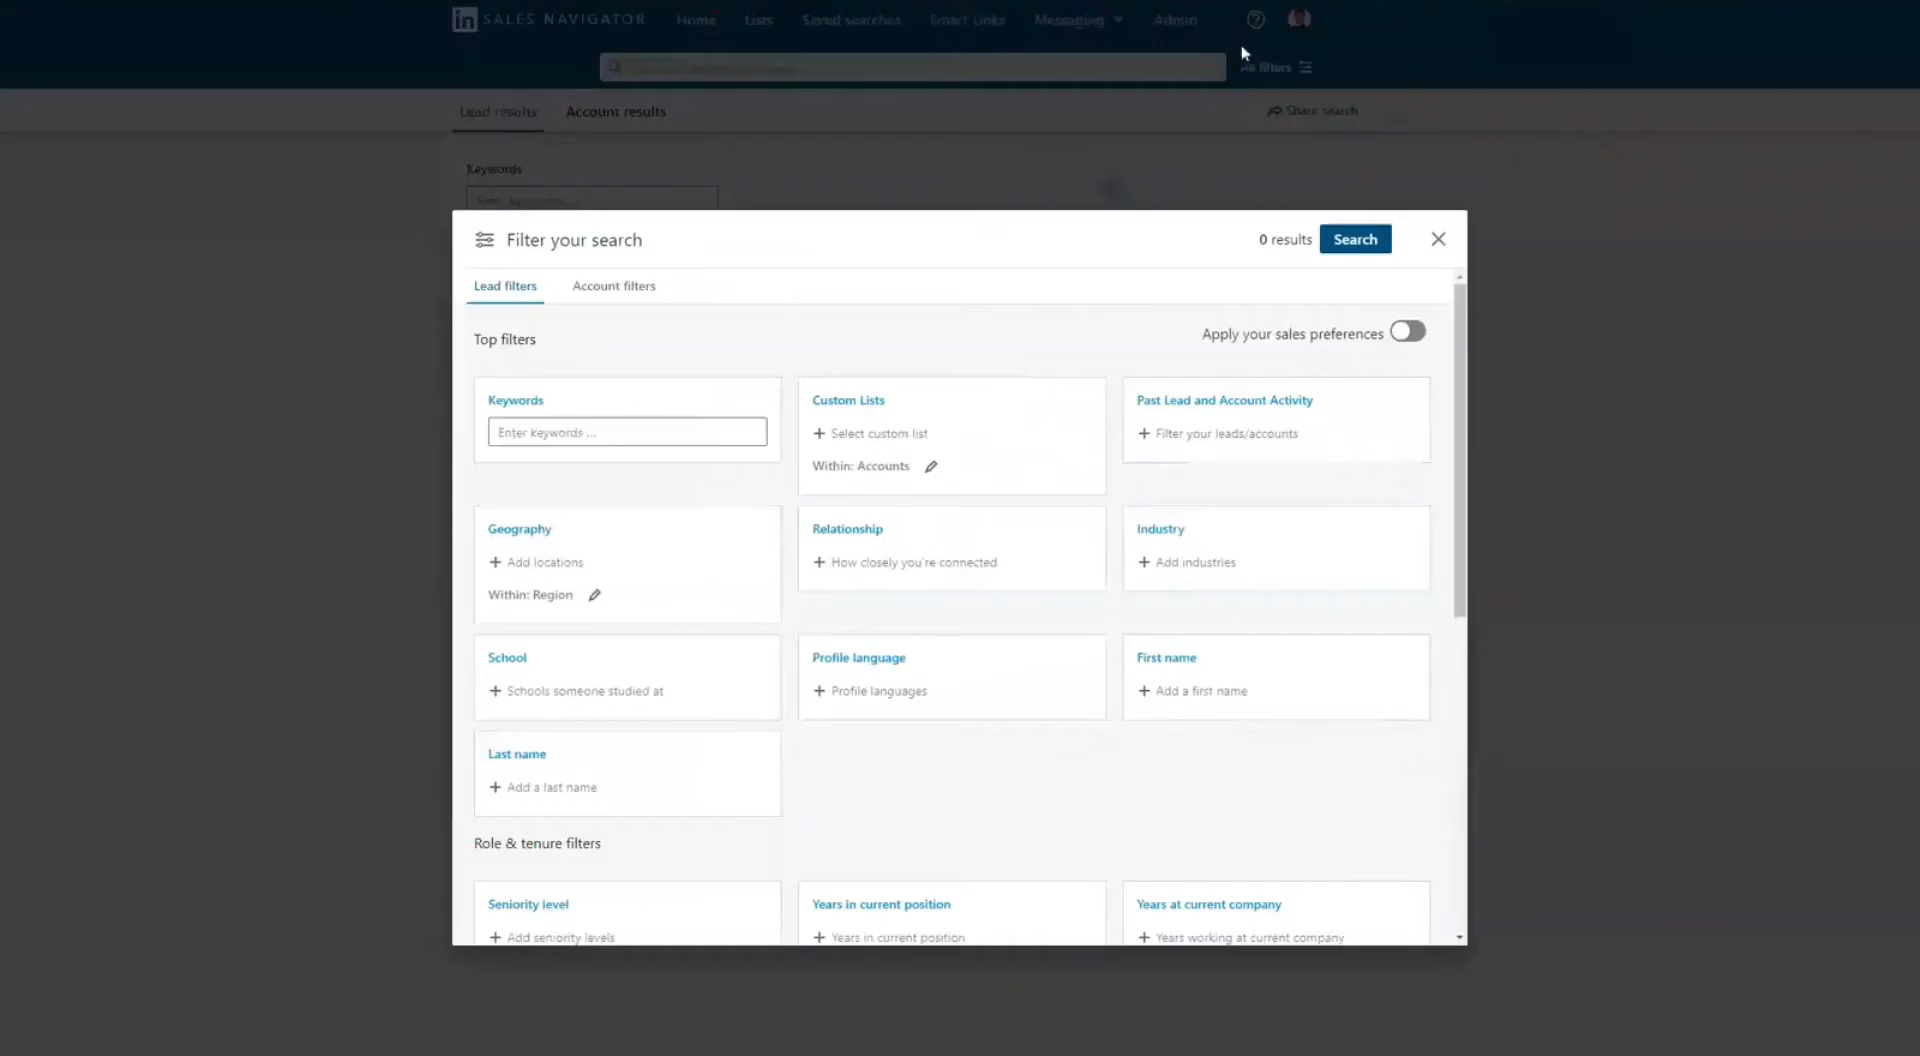 in SALES NAVIGATOR Home Lists Saved searches Smart Links Messaging Admin
All filters
Lead results Account results Share search
Keywords
Filter your search 0 results Search
Lead filters Account filters
Top filters Apply your sales preferences
Keywords Custom Lists Past Lead and Account Activity
Enter keywords ... + Select custom list + Filter your leads/accounts
Within: Accounts
Geography Relationship Industry
+ Add locations + How closely you're connected + Add industries
Within: Region
School Profile language First name
+ Schools someone studied at + Profile languages + Add a first name
Last name
+ Add a last name
Role & tenure filters
Seniority level Years in current position Years at current company
+ Add seniority levels + Years in current position + Years working at current company